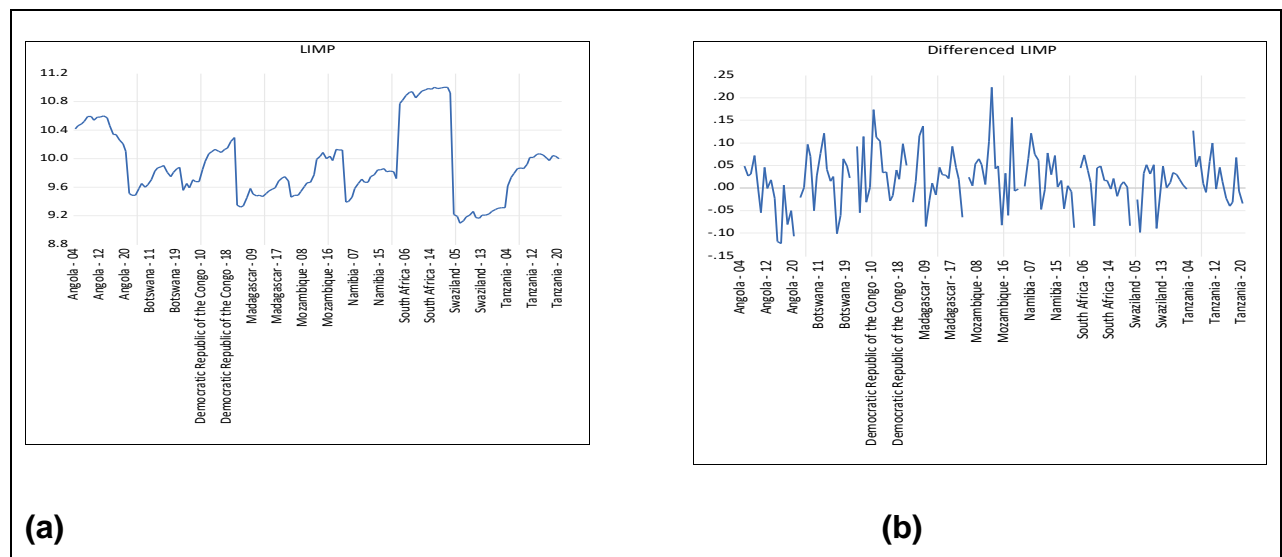 LIMP
11.2
10.8
10.4
10.0
9.6
9.2
8.8
Angola - 04
Angola - 12
Angola - 20
Botswana - 11
Botswana - 19
Democratic Republic of the Congo - 10
Democratic Republic of the Congo - 18
Madagascar - 09
Madagascar - 17
Mozambique - 08
Mozambique - 16
Namibia - 07
Namibia - 15
South Africa - 06
South Africa - 14
Swaziland - 05
Swaziland - 13
Tanzania - 04
Tanzania - 12
Tanzania - 20
(a)
Differenced LIMP
.25
.20
.15
.10
.05
.00
-.05
-.10
-.15
Angola - 04
Angola - 12
Angola - 20
Botswana - 11
Botswana - 19
Democratic Republic of the Congo - 10
Democratic Republic of the Congo - 18
Madagascar - 09
Madagascar - 17
Mozambique - 08
Mozambique - 16
Namibia - 07
Namibia - 15
South Africa - 06
South Africa - 14
Swaziland - 05
Swaziland - 13
Tanzania - 04
Tanzania - 12
Tanzania - 20
(b)